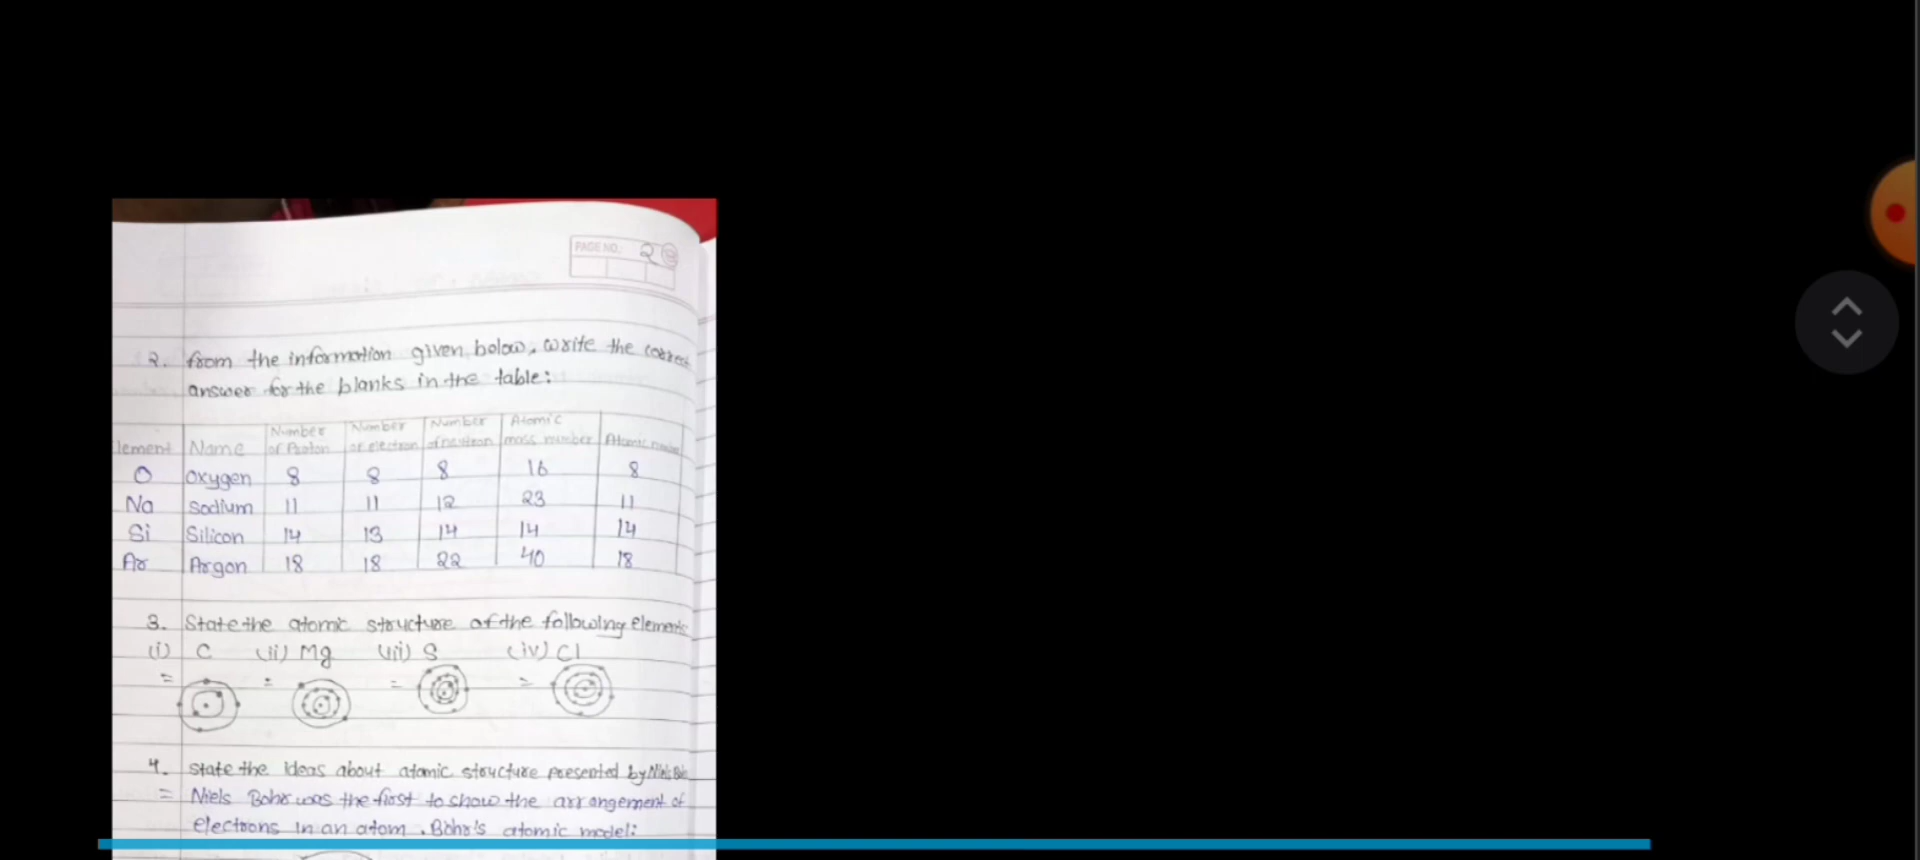 PAGE NO.: 2
2. from the information given below, write the correct
answer for the blanks in the table:
lement Name Number of Proton Number of electron Number of neutron Atomic mass number Atomic number
O oxygen 8 8 8 16 8
Na sodium 11 11 12 23 11
Si Silicon 14 13 14 14 14
Ar Argon 18 18 22 40 18
3. State the atomic structure of the following elements
(i) C (ii) Mg (iii) S (iv) Cl
= = = =
4. state the ideas about atomic structure presented by Niels Bohr
= Niels Bohr was the first to show the arrangement of
electrons in an atom . Bohr's atomic model: